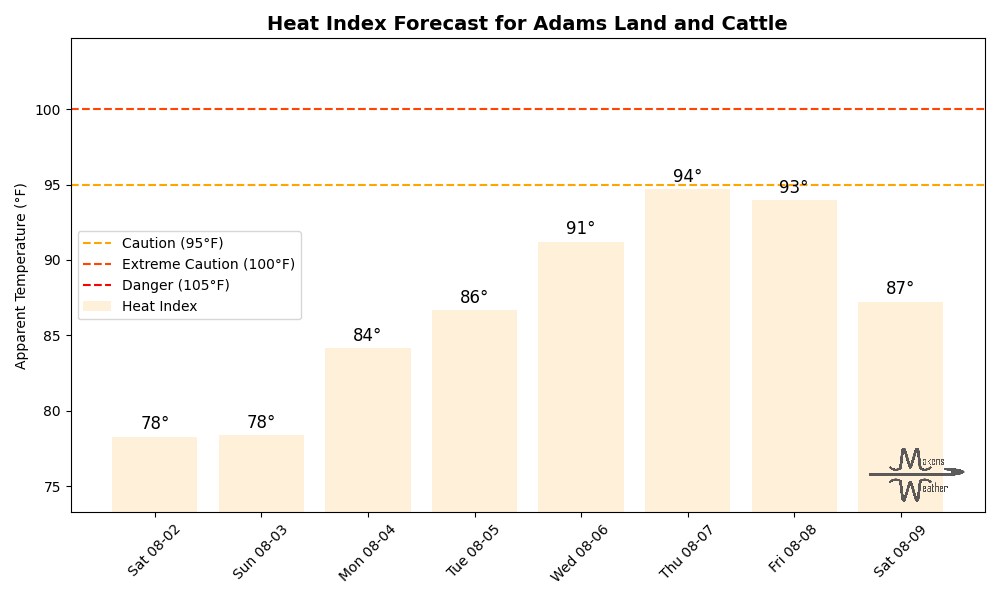 Heat Index Forecast for Adams Land and Cattle
Apparent Temperature (°F)
100
95
90
85
80
75
Caution (95°F)
Extreme Caution (100°F)
Danger (105°F)
Heat Index
78°
78°
84°
86°
91°
94°
93°
87°
Sat 08-02
Sun 08-03
Mon 08-04
Tue 08-05
Wed 08-06
Thu 08-07
Fri 08-08
Sat 08-09